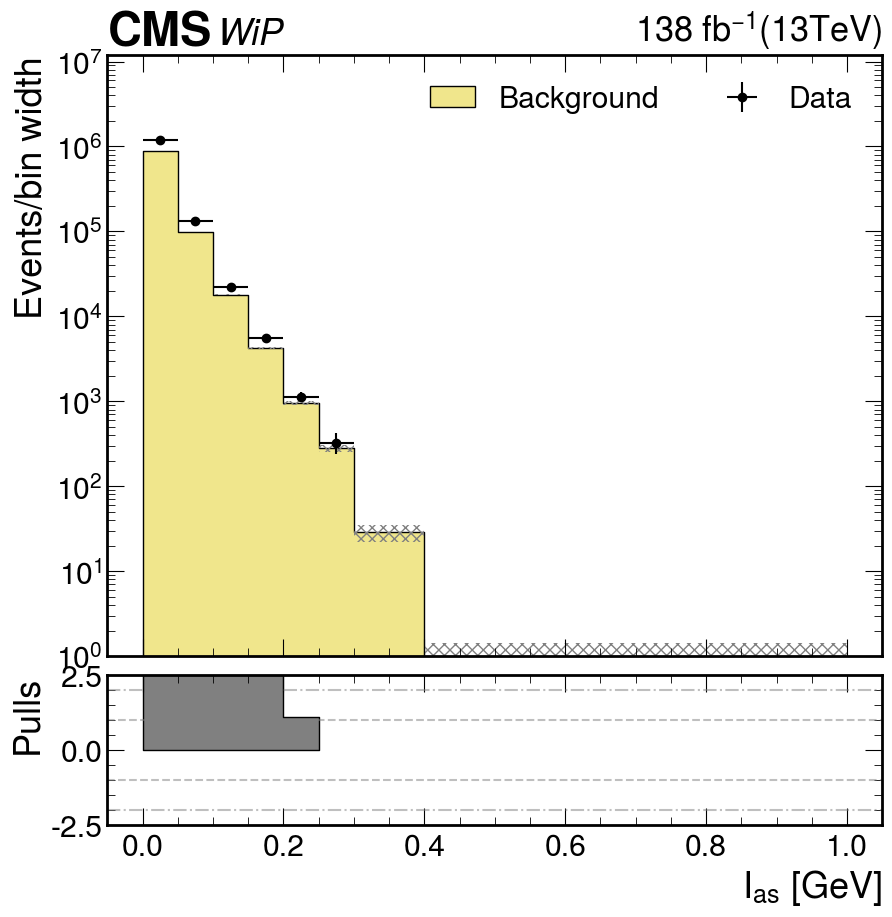 CMS WiP 138 fb⁻¹(13TeV)
Events/bin width
10⁷
10⁶
10⁵
10⁴
10³
10²
10¹
10⁰
Background Data
Pulls
2.5
0.0
-2.5
0.0 0.2 0.4 0.6 0.8 1.0
I_as [GeV]